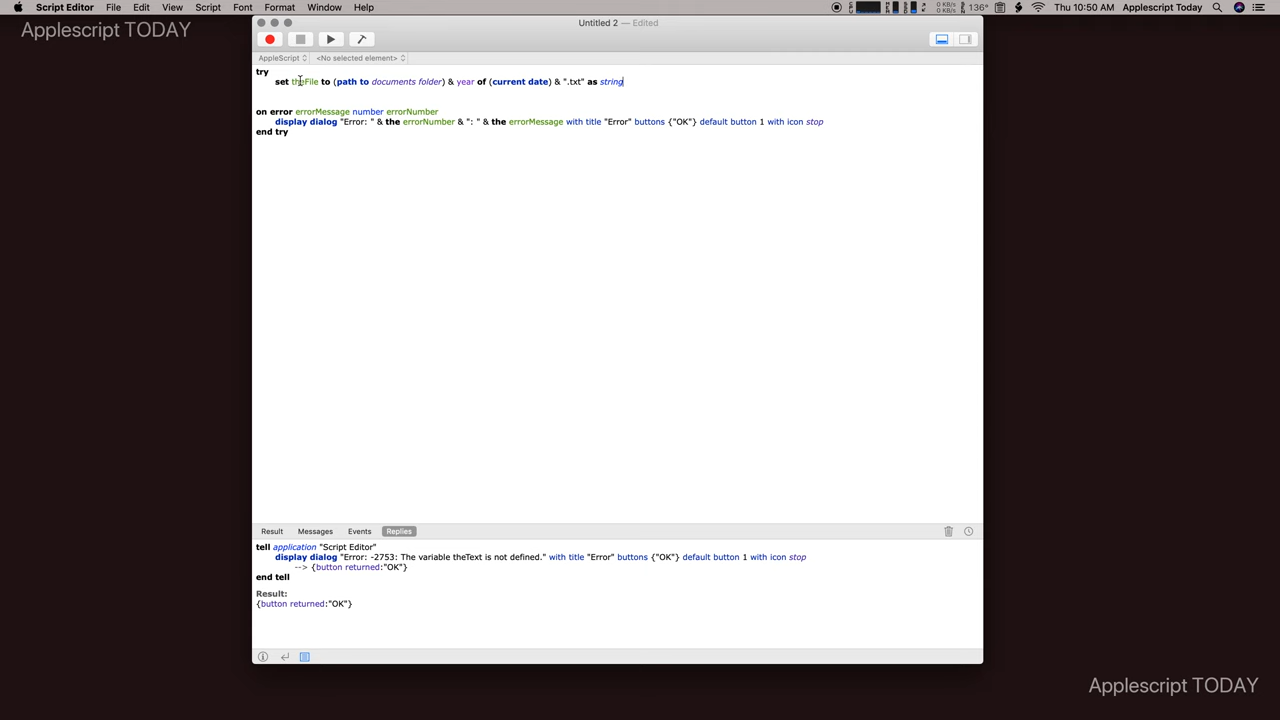 Script Editor File Edit View Script Font Format Window Help 0 KB/s 0 KB/s 136° Thu 10:50 AM Applescript Today
Applescript TODAY
Untitled 2 — Edited
AppleScript <No selected element>
try
set theFile to (path to documents folder) & year of (current date) & ".txt" as string
on error errorMessage number errorNumber
display dialog "Error: " & the errorNumber & ": " & the errorMessage with title "Error" buttons {"OK"} default button 1 with icon stop
end try
Result Messages Events Replies
tell application "Script Editor"
display dialog "Error: -2753: The variable theText is not defined." with title "Error" buttons {"OK"} default button 1 with icon stop
--> {button returned:"OK"}
end tell
Result:
{button returned:"OK"}
Applescript TODAY